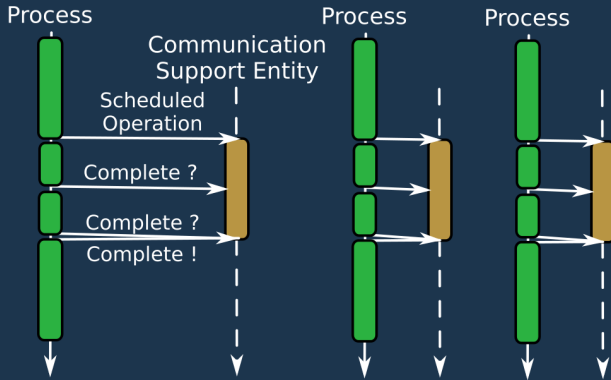 Process
Process
Process
Communication
Support Entity
Scheduled
Operation
Complete ?
Complete ?
Complete !